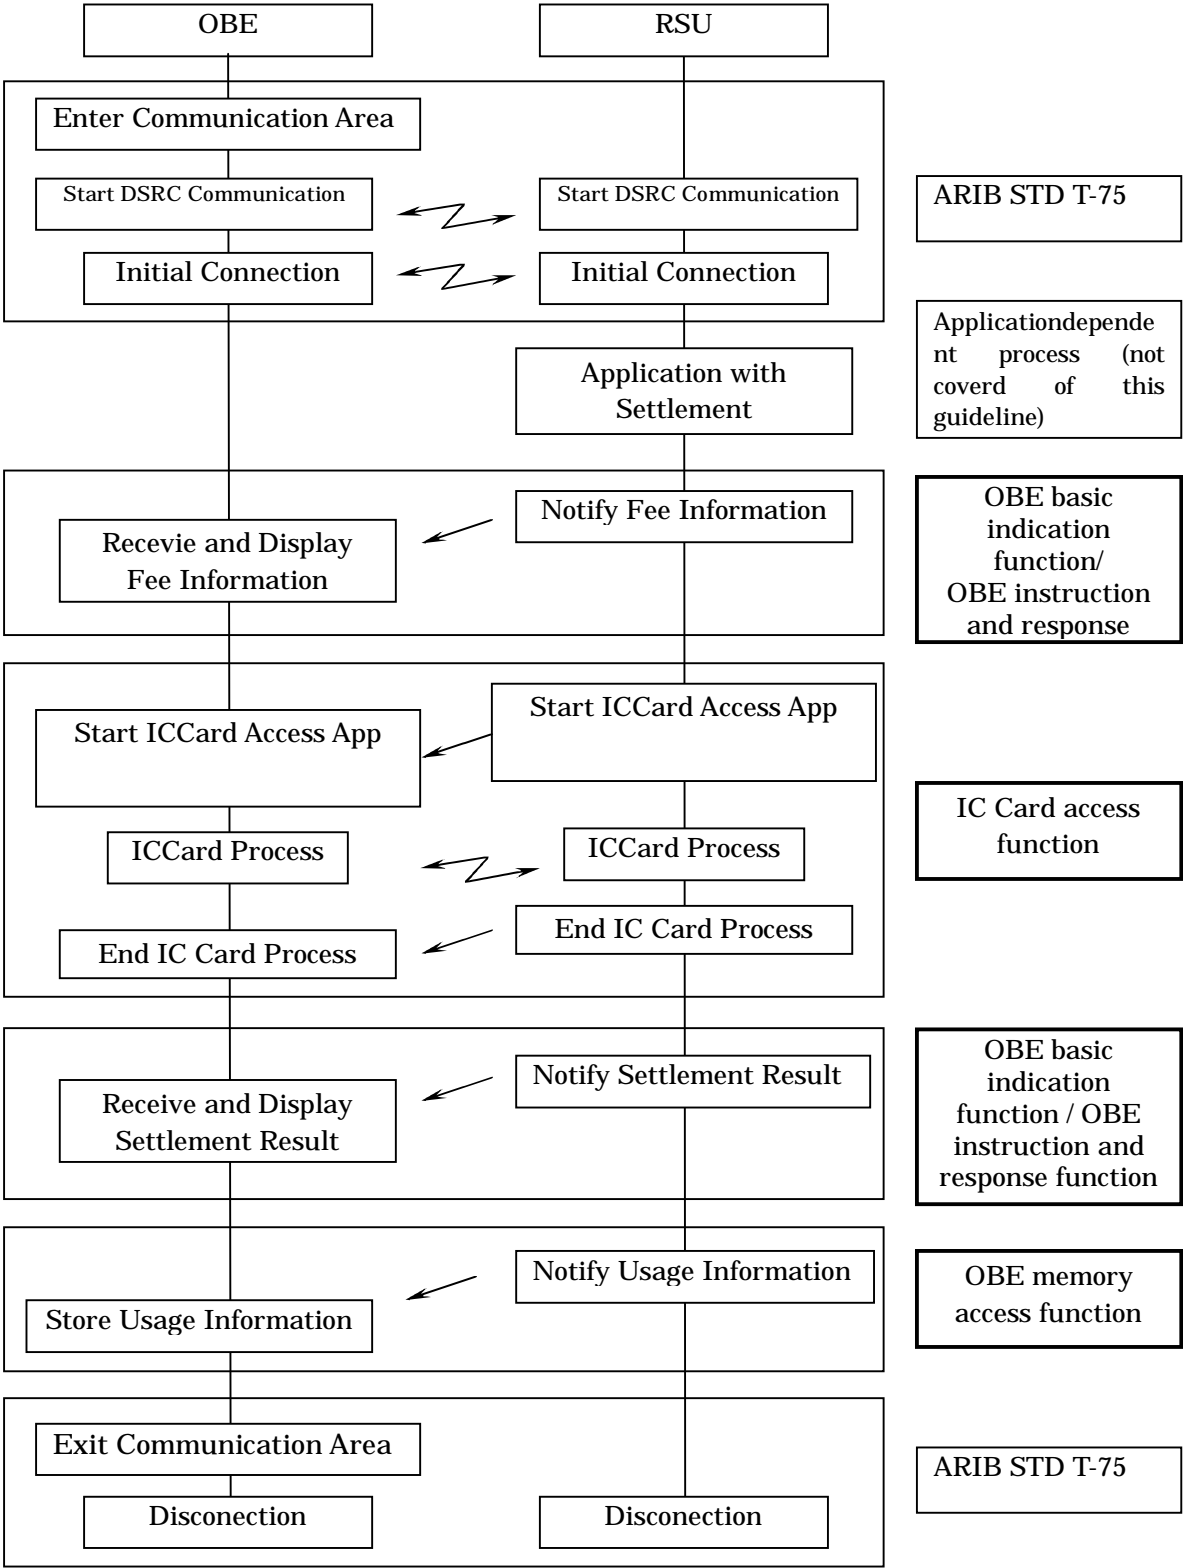 OBE
RSU
Enter Communication Area
Start DSRC Communication
Start DSRC Communication
ARIB STD T-75
Initial Connection
Initial Connection
Applicationdepende
nt process (not
coverd of this
guideline)
Application with
Settlement
Notify Fee Information
Recevie and Display
Fee Information
OBE basic
indication
function/
OBE instruction
and response
Start ICCard Access App
Start ICCard Access App
IC Card access
function
ICCard Process
ICCard Process
End IC Card Process
End IC Card Process
Notify Settlement Result
Receive and Display
Settlement Result
OBE basic
indication
function / OBE
instruction and
response function
Notify Usage Information
Store Usage Information
OBE memory
access function
Exit Communication Area
ARIB STD T-75
Disconection
Disconection